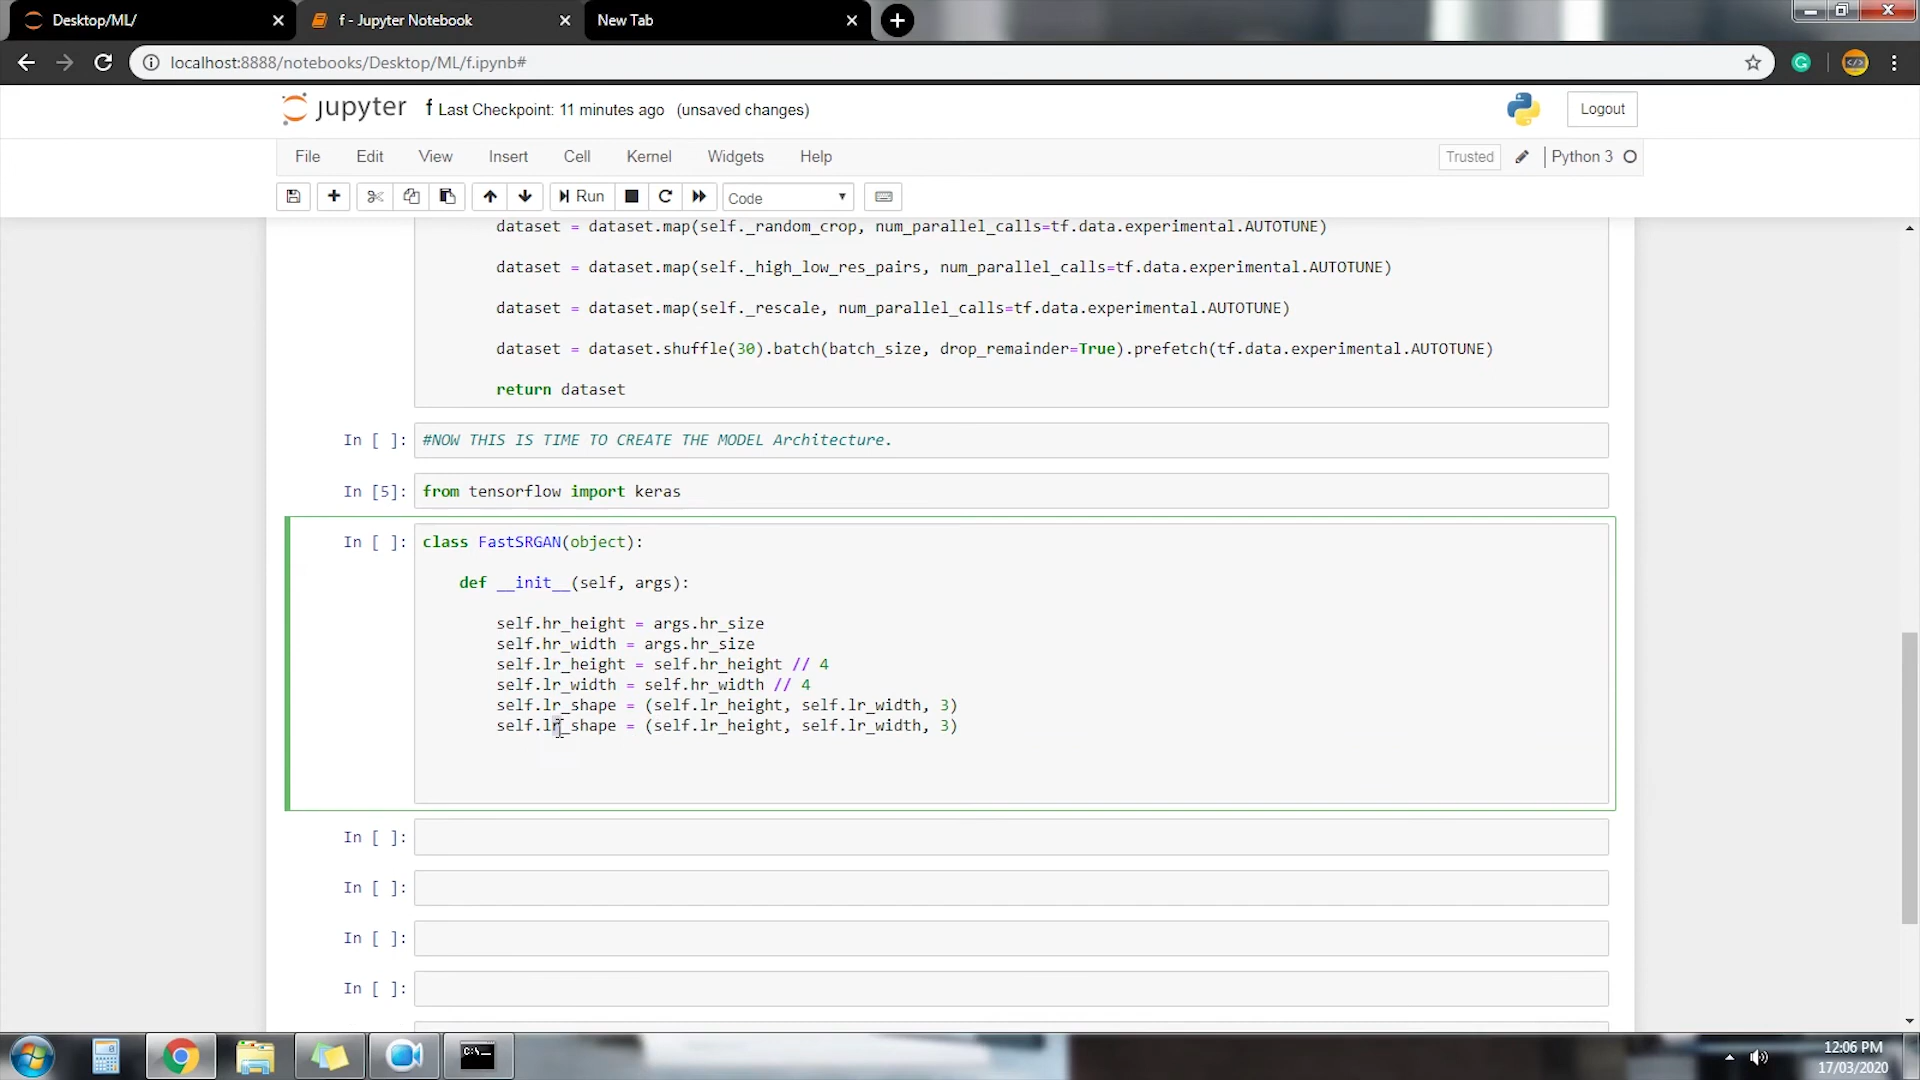 Desktop/ML/
f - Jupyter Notebook
New Tab
localhost:8888/notebooks/Desktop/ML/f.ipynb#
jupyter f Last Checkpoint: 11 minutes ago (unsaved changes)
Logout
File Edit View Insert Cell Kernel Widgets Help
Trusted Python 3
Run Code
dataset = dataset.map(self._random_crop, num_parallel_calls=tf.data.experimental.AUTOTUNE)
dataset = dataset.map(self._high_low_res_pairs, num_parallel_calls=tf.data.experimental.AUTOTUNE)
dataset = dataset.map(self._rescale, num_parallel_calls=tf.data.experimental.AUTOTUNE)
dataset = dataset.shuffle(30).batch(batch_size, drop_remainder=True).prefetch(tf.data.experimental.AUTOTUNE)
return dataset
In [ ]: #NOW THIS IS TIME TO CREATE THE MODEL Architecture.
In [5]: from tensorflow import keras
In [ ]: class FastSRGAN(object):
def __init__(self, args):
self.hr_height = args.hr_size
self.hr_width = args.hr_size
self.lr_height = self.hr_height // 4
self.lr_width = self.hr_width // 4
self.lr_shape = (self.lr_height, self.lr_width, 3)
self.lr_shape = (self.lr_height, self.lr_width, 3)
In [ ]:
In [ ]:
In [ ]:
In [ ]:
C:\_
12:06 PM
17/03/2020